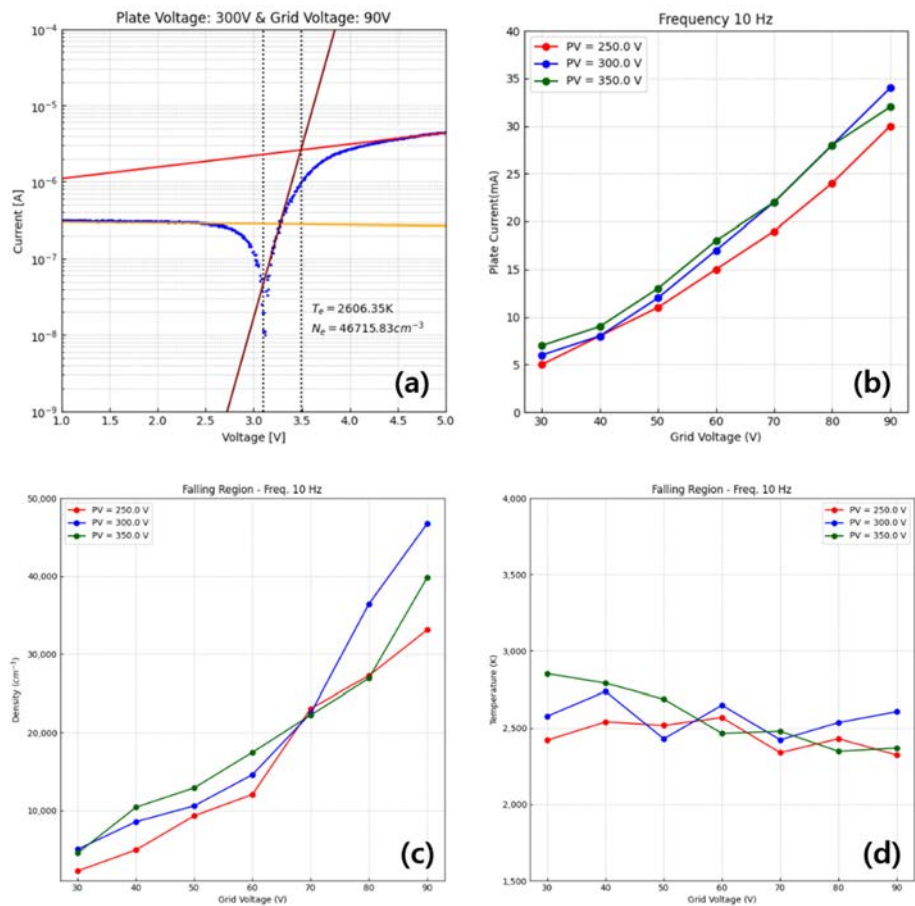 Plate Voltage: 300V & Grid Voltage: 90V
10⁻⁴
10⁻⁵
10⁻⁶
10⁻⁷
10⁻⁸
10⁻⁹
Current [A]
T_e = 2606.35K
N_e = 46715.83cm⁻³
(a)
1.0 1.5 2.0 2.5 3.0 3.5 4.0 4.5 5.0
Voltage [V]
Frequency 10 Hz
PV = 250.0 V
PV = 300.0 V
PV = 350.0 V
40
35
30
25
20
15
10
5
0
Plate Current(mA)
(b)
30 40 50 60 70 80 90
Grid Voltage (V)
Falling Region - Freq. 10 Hz
PV = 250.0 V
PV = 300.0 V
PV = 350.0 V
50,000
40,000
30,000
20,000
10,000
Density (cm⁻³)
(c)
30 40 50 60 70 80 90
Grid Voltage (V)
Falling Region - Freq. 10 Hz
PV = 250.0 V
PV = 300.0 V
PV = 350.0 V
4,000
3,500
3,000
2,500
2,000
1,500
Temperature (K)
(d)
30 40 50 60 70 80 90
Grid Voltage (V)